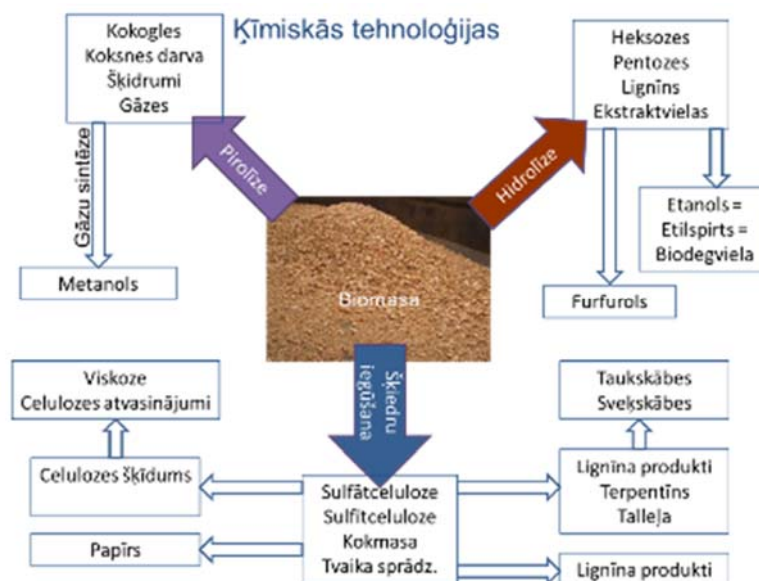 Ķīmiskās tehnoloģijas
Kokogles
Koksnes darva
Šķidrumi
Gāzes
Heksozes
Pentozes
Lignīns
Ekstraktvielas
Pirolīze
Hidrolīze
Gāzu sintēze
Etanols =
Etilspirts =
Biodegviela
Metanols
Biomasa
Furfurols
Šķiedru
iegūšana
Viskoze
Celulozes atvasinājumi
Taukskābes
Sveķskābes
Celulozes šķīdums
Sulfātceluloze
Sulfītceluloze
Kokmasa
Tvaika sprādz.
Lignīna produkti
Terpentīns
Talleļa
Papīrs
Lignīna produkti